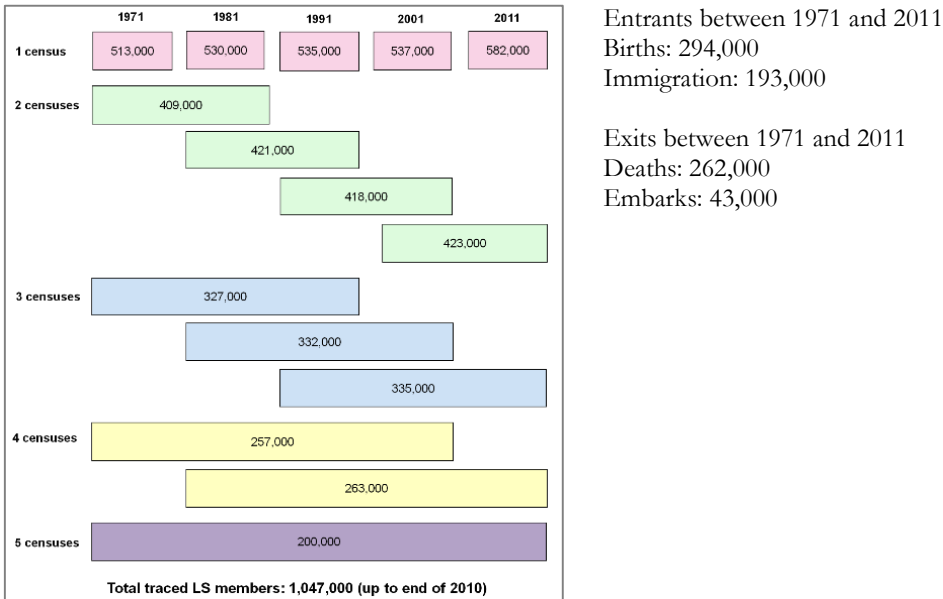 1971 1981 1991 2001 2011
1 census 513,000 530,000 535,000 537,000 582,000
2 censuses 409,000
421,000
418,000
423,000
3 censuses 327,000
332,000
335,000
4 censuses 257,000
263,000
5 censuses 200,000
Total traced LS members: 1,047,000 (up to end of 2010)
Entrants between 1971 and 2011
Births: 294,000
Immigration: 193,000
Exits between 1971 and 2011
Deaths: 262,000
Embarks: 43,000